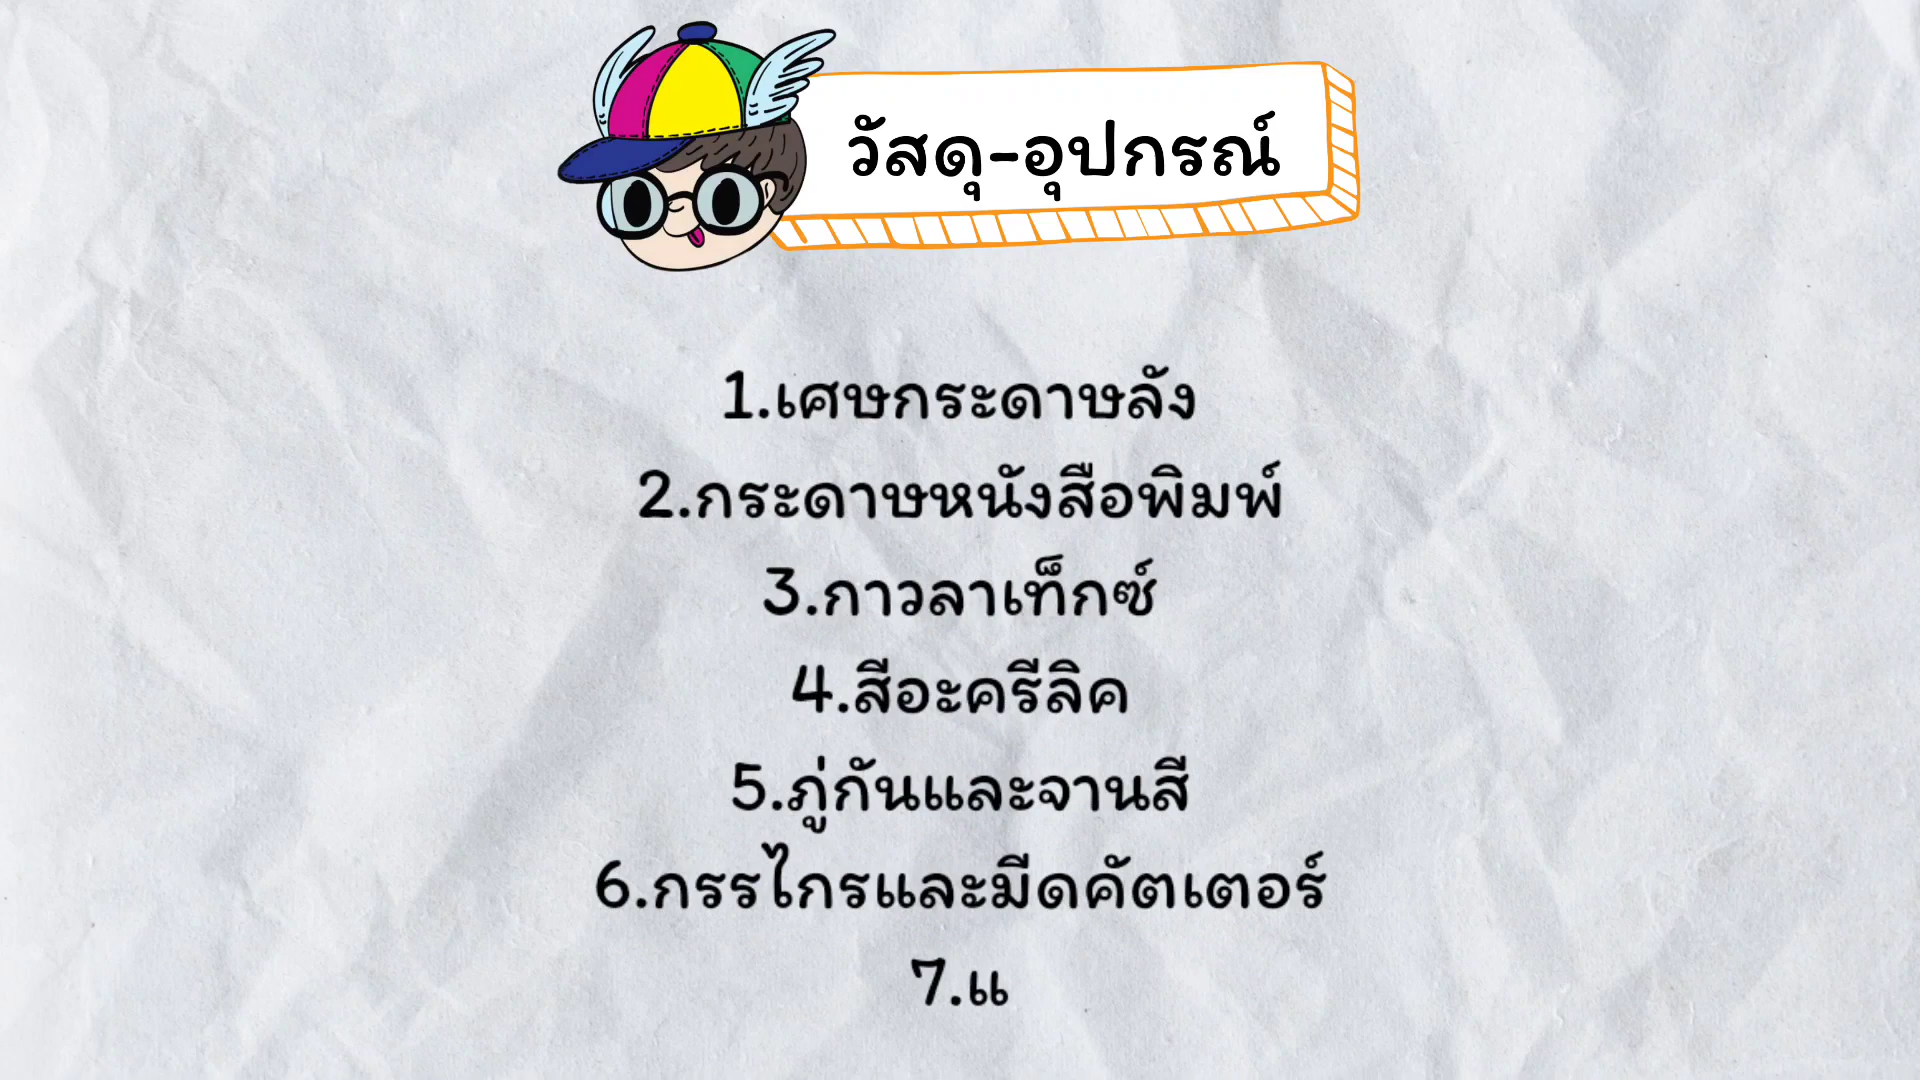 วัสดุ-อุปกรณ์
1.เศษกระดาษลัง
2.กระดาษหนังสือพิมพ์
3.กาวลาเท็กซ์
4.สีอะครีลิค
5.ภู่กันและจานสี
6.กรรไกรและมีดคัตเตอร์
7.แ